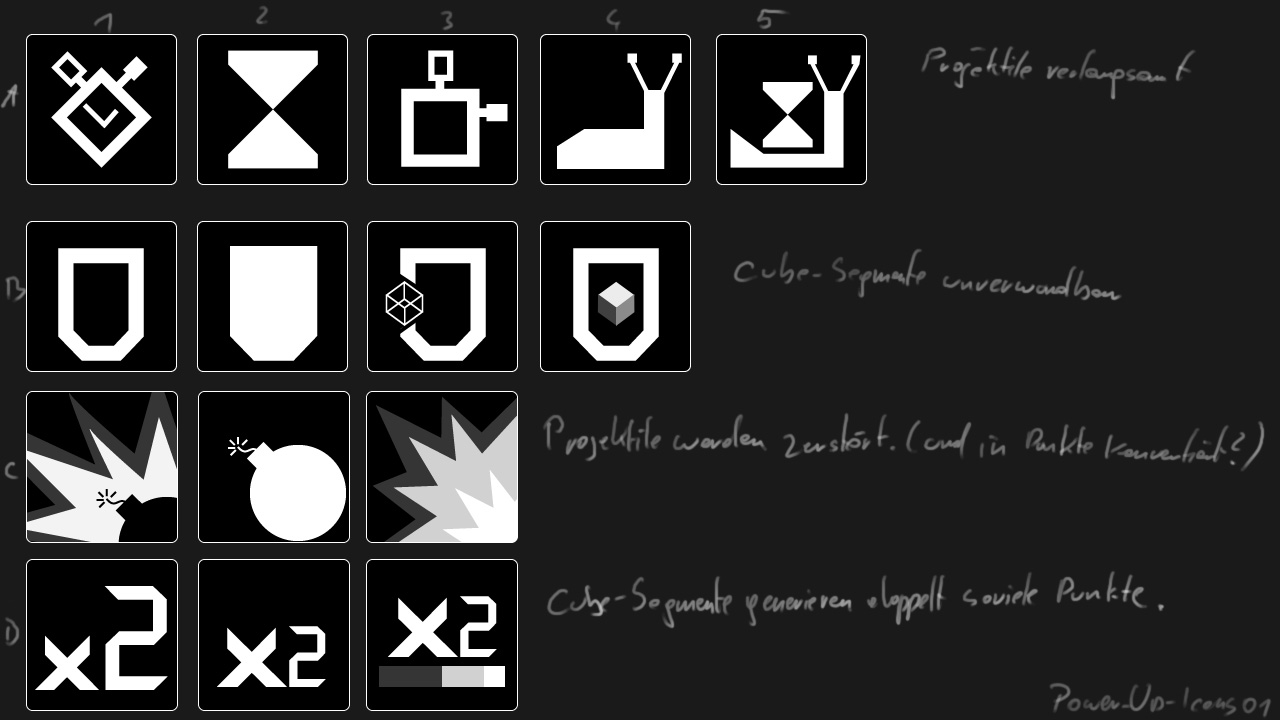 1 2 3 4 5
A
Projektile verlangsamt
B
Cube-Segmente unverwundbar
C
Projektile werden zerstört. (und in Punkte konvertiert?)
D
x2
x2
x2
Cube-Segmente generieren doppelt soviele Punkte.
Power-Up-Icons 01